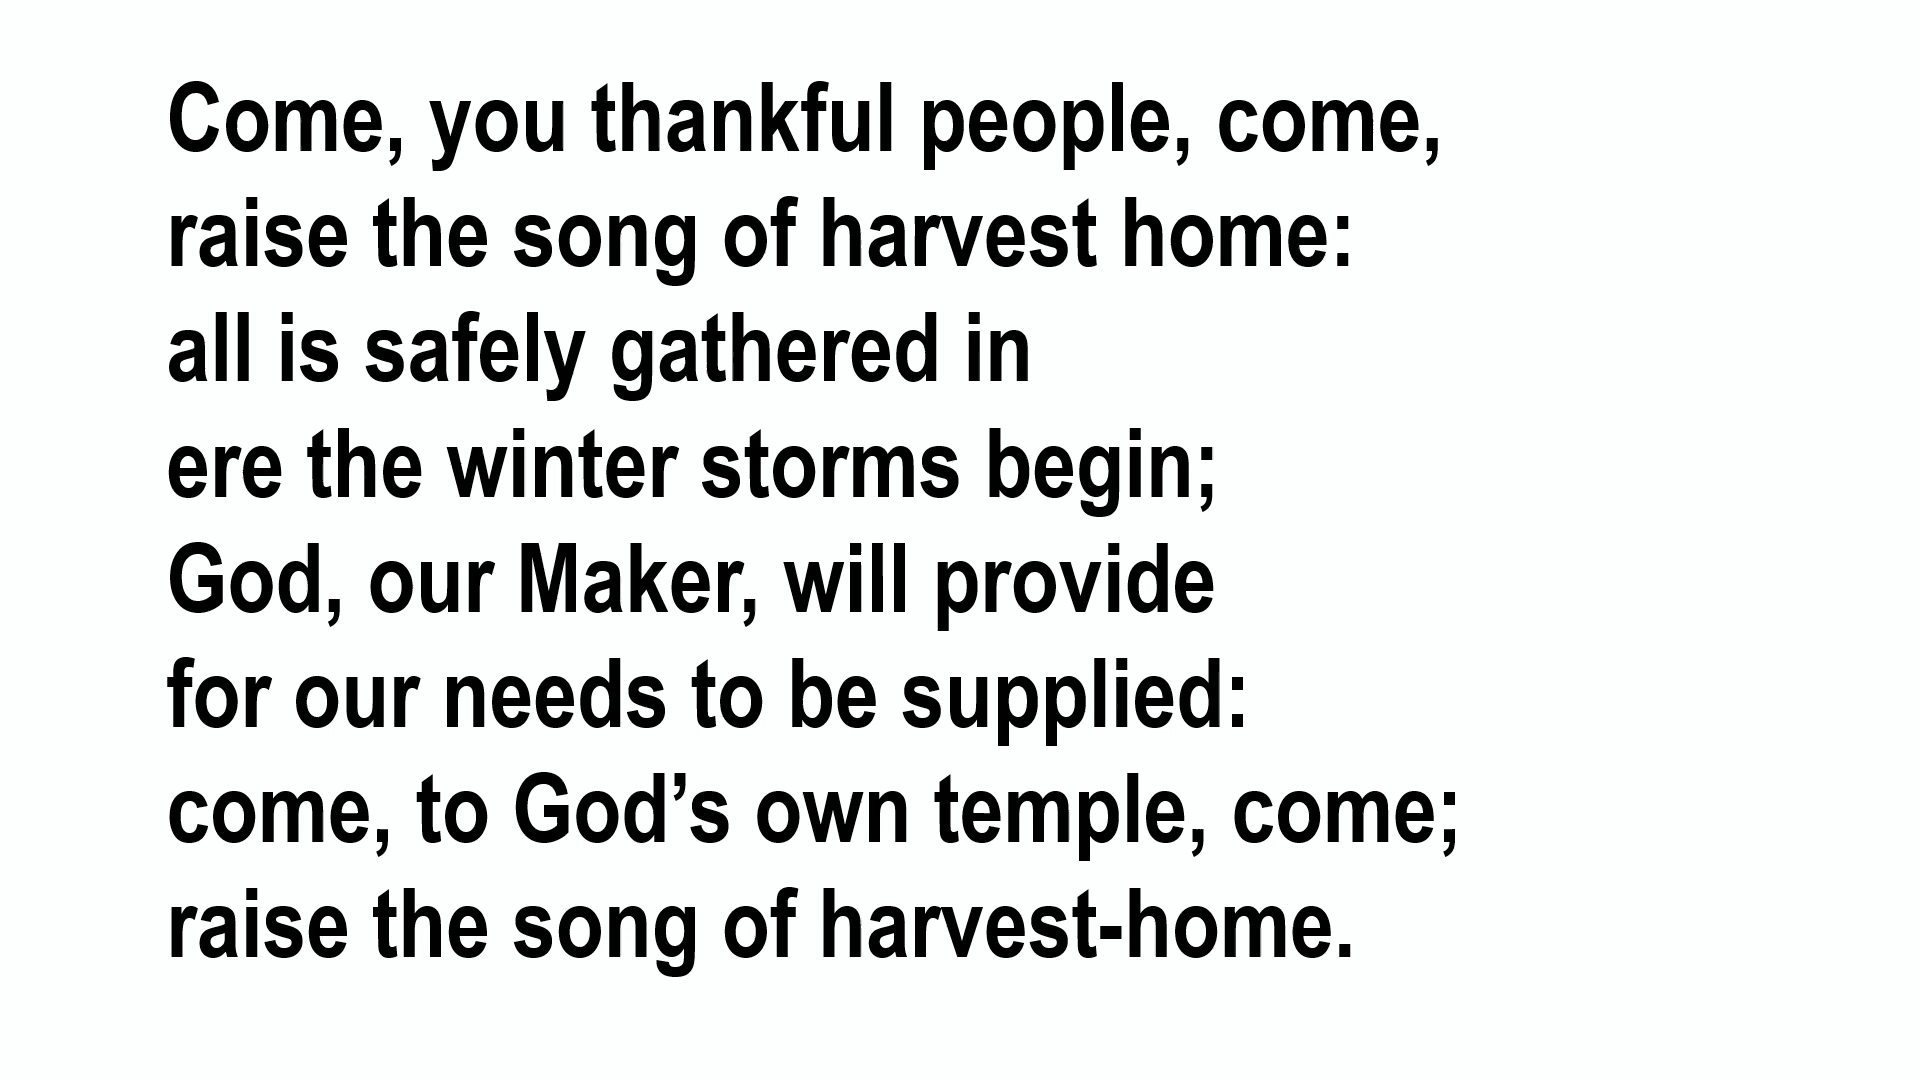 Come, you thankful people, come,
raise the song of harvest home:
all is safely gathered in
ere the winter storms begin;
God, our Maker, will provide
for our needs to be supplied:
come, to God’s own temple, come;
raise the song of harvest-home.